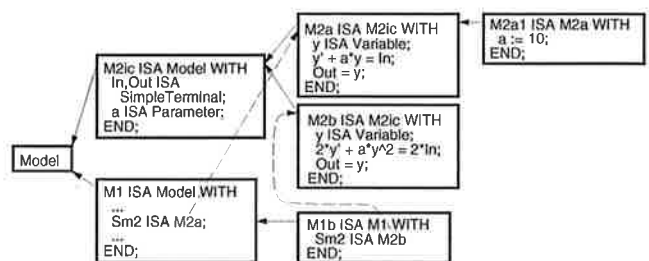 M2ic ISA Model WITH
In,Out ISA
SimpleTerminal;
a ISA Parameter;
END;
M2a ISA M2ic WITH
y ISA Variable;
y' + a*y = In;
Out = y;
END;
M2a1 ISA M2a WITH
a := 10;
END;
M2b ISA M2ic WITH
y ISA Variable;
2*y' + a*y^2 = 2*In;
Out = y;
END;
Model
M1 ISA Model WITH
...
Sm2 ISA M2a;
...
END;
M1b ISA M1 WITH
Sm2 ISA M2b
END;